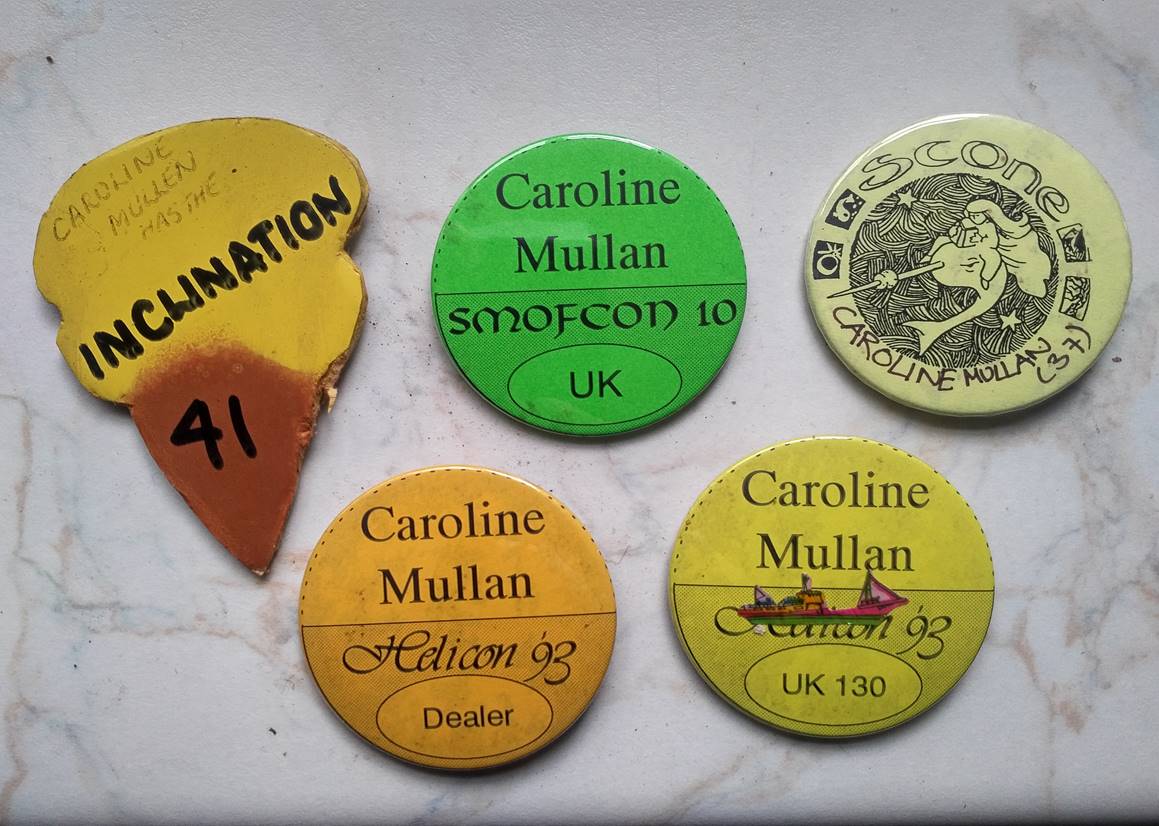 CAROLINE
MULLEN
HAS THE..
INCLINATION
41
Caroline
Mullan
SMOFCON 10
UK
SCONE
CAROLINE MULLAN
(37)
Caroline
Mullan
Helicon '93
Dealer
Caroline
Mullan
Helicon '93
UK 130